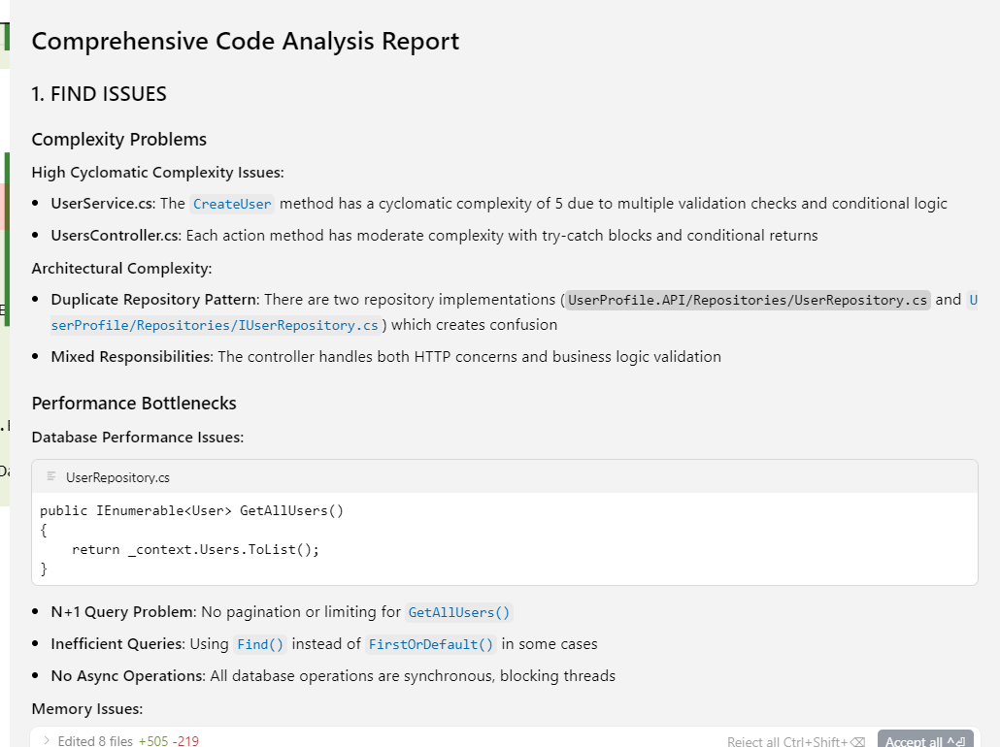 Comprehensive Code Analysis Report
1. FIND ISSUES
Complexity Problems
High Cyclomatic Complexity Issues:
• UserService.cs: The CreateUser method has a cyclomatic complexity of 5 due to multiple validation checks and conditional logic
• UsersController.cs: Each action method has moderate complexity with try-catch blocks and conditional returns
Architectural Complexity:
• Duplicate Repository Pattern: There are two repository implementations (UserProfile.API/Repositories/UserRepository.cs and U
serProfile/Repositories/IUserRepository.cs) which creates confusion
• Mixed Responsibilities: The controller handles both HTTP concerns and business logic validation
Performance Bottlenecks
Database Performance Issues:
UserRepository.cs
public IEnumerable<User> GetAllUsers()
{
    return _context.Users.ToList();
}
• N+1 Query Problem: No pagination or limiting for GetAllUsers()
• Inefficient Queries: Using Find() instead of FirstOrDefault() in some cases
• No Async Operations: All database operations are synchronous, blocking threads
Memory Issues:
Edited 8 files +505 -219
Reject all Ctrl+Shift+⌫ Accept all ^⏎